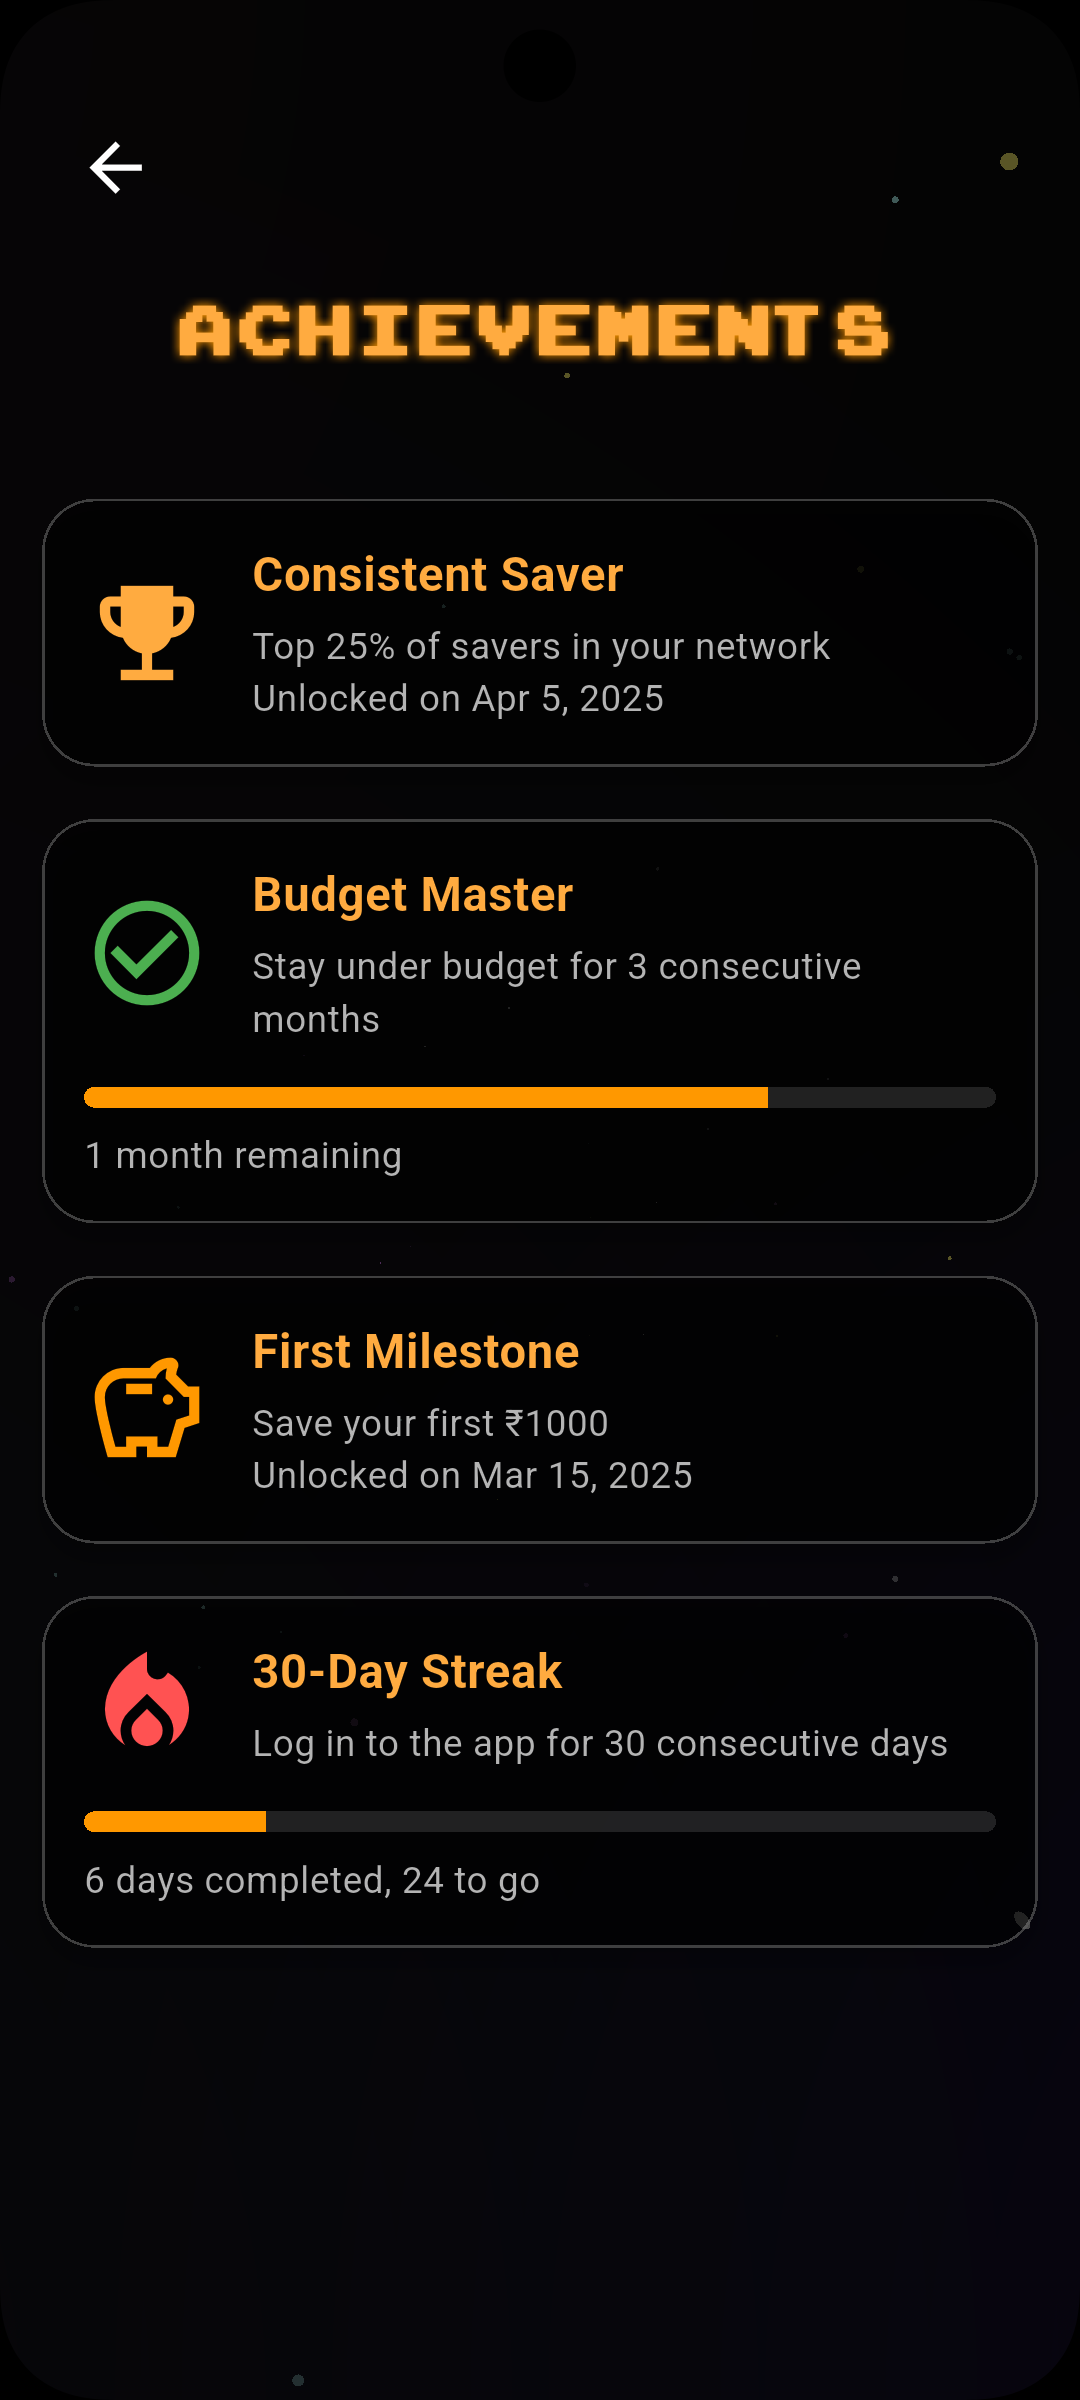 ACHIEVEMENTS
Consistent Saver
Top 25% of savers in your network
Unlocked on Apr 5, 2025
Budget Master
Stay under budget for 3 consecutive
months
1 month remaining
First Milestone
Save your first ₹1000
Unlocked on Mar 15, 2025
30-Day Streak
Log in to the app for 30 consecutive days
6 days completed, 24 to go